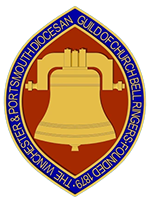 THE WINCHESTER & PORTSMOUTH DIOCESAN GUILD OF CHURCH BELL RINGERS · FOUNDED 1879 ·